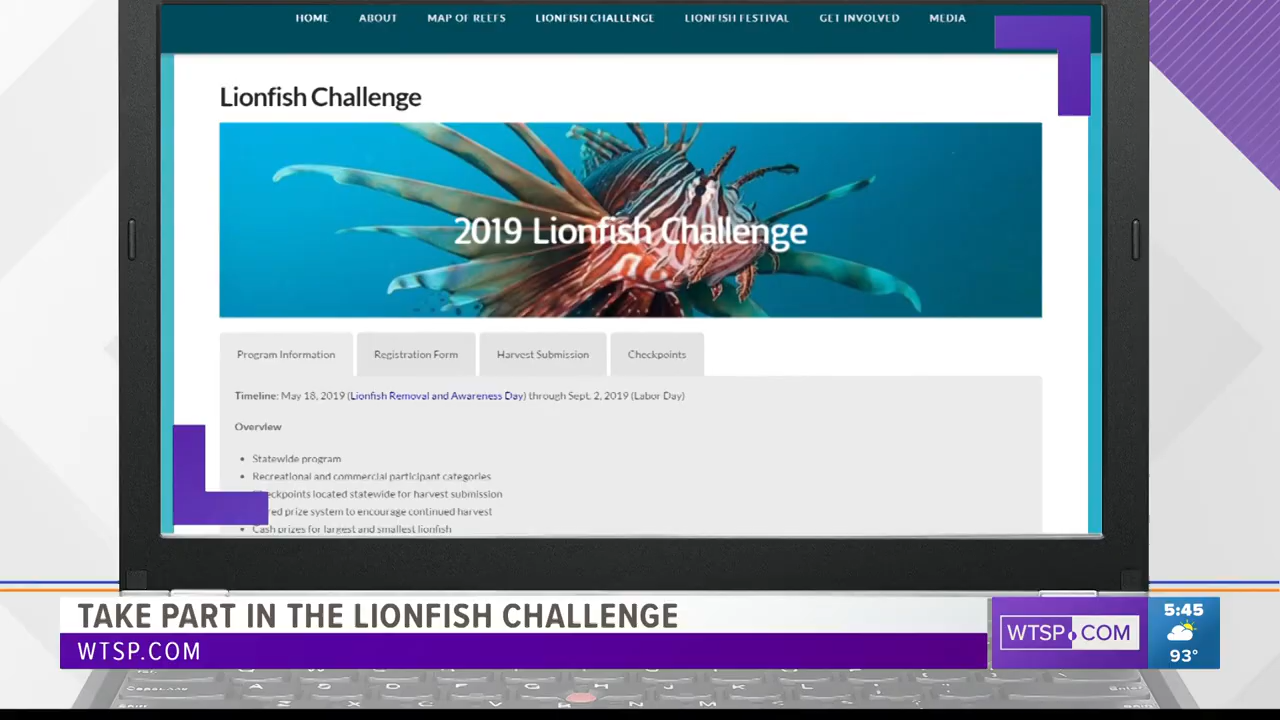 HOME ABOUT MAP OF REEFS LIONFISH CHALLENGE LIONFISH FESTIVAL GET INVOLVED MEDIA
Lionfish Challenge
2019 Lionfish Challenge
Program Information Registration Form Harvest Submission Checkpoints
Timeline: May 18, 2019 (Lionfish Removal and Awareness Day) through Sept. 2, 2019 (Labor Day)
Overview
• Statewide program
• Recreational and commercial participant categories
located statewide for harvest submission
prize system to encourage continued harvest
• Cash prizes for largest and smallest lionfish
TAKE PART IN THE LIONFISH CHALLENGE
WTSP.COM
WTSP.COM
5:45
93°